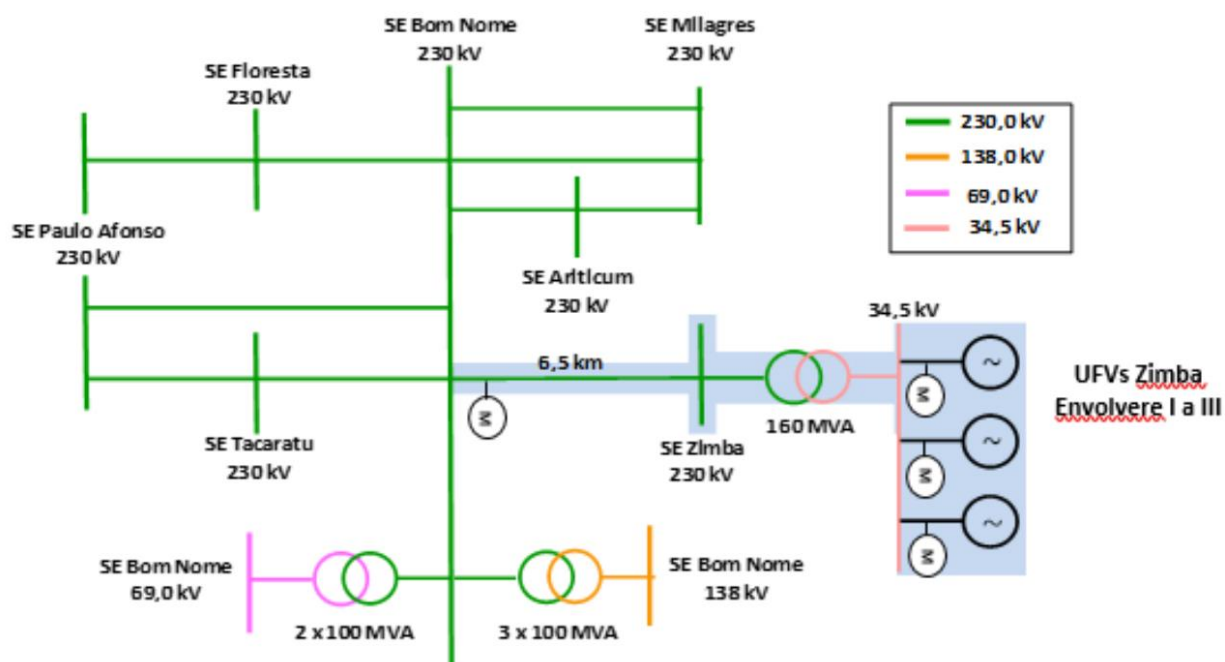 SE Bom Nome
230 kV
SE Mllagres
230 kV
SE Floresta
230 kV
230,0 kV
138,0 kV
69,0 kV
34,5 kV
SE Paulo Afonso
230 kV
SE Arltlcum
230 kV
34,5 kV
6,5 km
M
~
M
UFVs Zimba
Envolvere I a III
160 MVA
SE Tacaratu
230 kV
SE Zlmba
230 kV
~
M
~
M
SE Bom Nome
69,0 kV
2 x 100 MVA
3 x 100 MVA
SE Bom Nome
138 kV